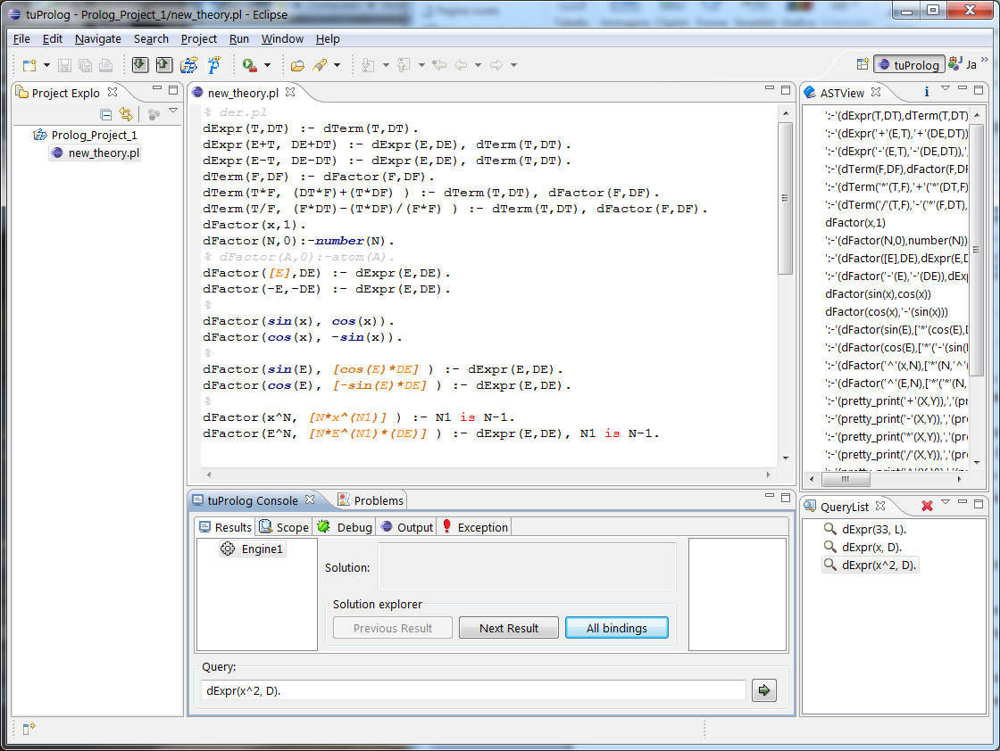 tuProlog - Prolog_Project_1/new_theory.pl - Eclipse
File Edit Navigate Search Project Run Window Help
tuProlog Ja
Project Explo
Prolog_Project_1
new_theory.pl
new_theory.pl
% der.pl
dExpr(T,DT) :- dTerm(T,DT).
dExpr(E+T, DE+DT) :- dExpr(E,DE), dTerm(T,DT).
dExpr(E-T, DE-DT) :- dExpr(E,DE), dTerm(T,DT).
dTerm(F,DF) :- dFactor(F,DF).
dTerm(T*F, (DT*F)+(T*DF) ) :- dTerm(T,DT), dFactor(F,DF).
dTerm(T/F, (F*DT)-(T*DF)/(F*F) ) :- dTerm(T,DT), dFactor(F,DF).
dFactor(x,1).
dFactor(N,0):-number(N).
% dFactor(A,0):-atom(A).
dFactor([E],DE) :- dExpr(E,DE).
dFactor(-E,-DE) :- dExpr(E,DE).
%
dFactor(sin(x), cos(x)).
dFactor(cos(x), -sin(x)).
%
dFactor(sin(E), [cos(E)*DE] ) :- dExpr(E,DE).
dFactor(cos(E), [-sin(E)*DE] ) :- dExpr(E,DE).
%
dFactor(x^N, [N*x^(N1)] ) :- N1 is N-1.
dFactor(E^N, [N*E^(N1)*(DE)] ) :- dExpr(E,DE), N1 is N-1.
ASTView
':-'(dExpr(T,DT),dTerm(T,DT)
':-'(dExpr('+'(E,T),'+'(DE,DT))
':-'(dExpr('-'(E,T),'-'(DE,DT)),'
':-'(dTerm(F,DF),dFactor(F,DF
':-'(dTerm('*'(T,F),'+'('*'(DT,F)
':-'(dTerm('/'(T,F),'-'('*'(F,DT),
dFactor(x,1)
':-'(dFactor(N,0),number(N))
':-'(dFactor([E],DE),dExpr(E,D
':-'(dFactor('-'(E),'-'(DE)),dExp
dFactor(sin(x),cos(x))
dFactor(cos(x),'-'(sin(x)))
':-'(dFactor(sin(E),['*'(cos(E),D
':-'(dFactor(cos(E),['*'('-'(sin(E
':-'(dFactor('^'(x,N),['*'(N,'^'(
':-'(dFactor('^'(E,N),['*'('*'(N,
':-'(pretty_print('+'(X,Y)),','(pr
':-'(pretty_print('-'(X,Y)),','(pre
':-'(pretty_print('*'(X,Y)),','(pre
':-'(pretty_print('/'(X,Y)),','(pre
tuProlog Console Problems
Results Scope Debug Output Exception
Engine1
Solution:
Solution explorer
Previous Result Next Result All bindings
Query:
dExpr(x^2, D).
QueryList
dExpr(33, L).
dExpr(x, D).
dExpr(x^2, D).